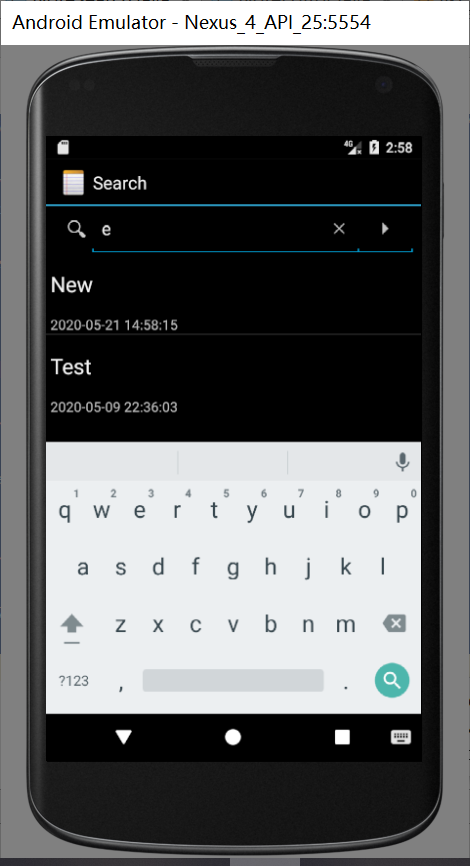 Android Emulator - Nexus_4_API_25:5554
4G 2:58
Search
e
New
2020-05-21 14:58:15
Test
2020-05-09 22:36:03
1 2 3 4 5 6 7 8 9 0
q w e r t y u i o p
a s d f g h j k l
z x c v b n m
?123 , .